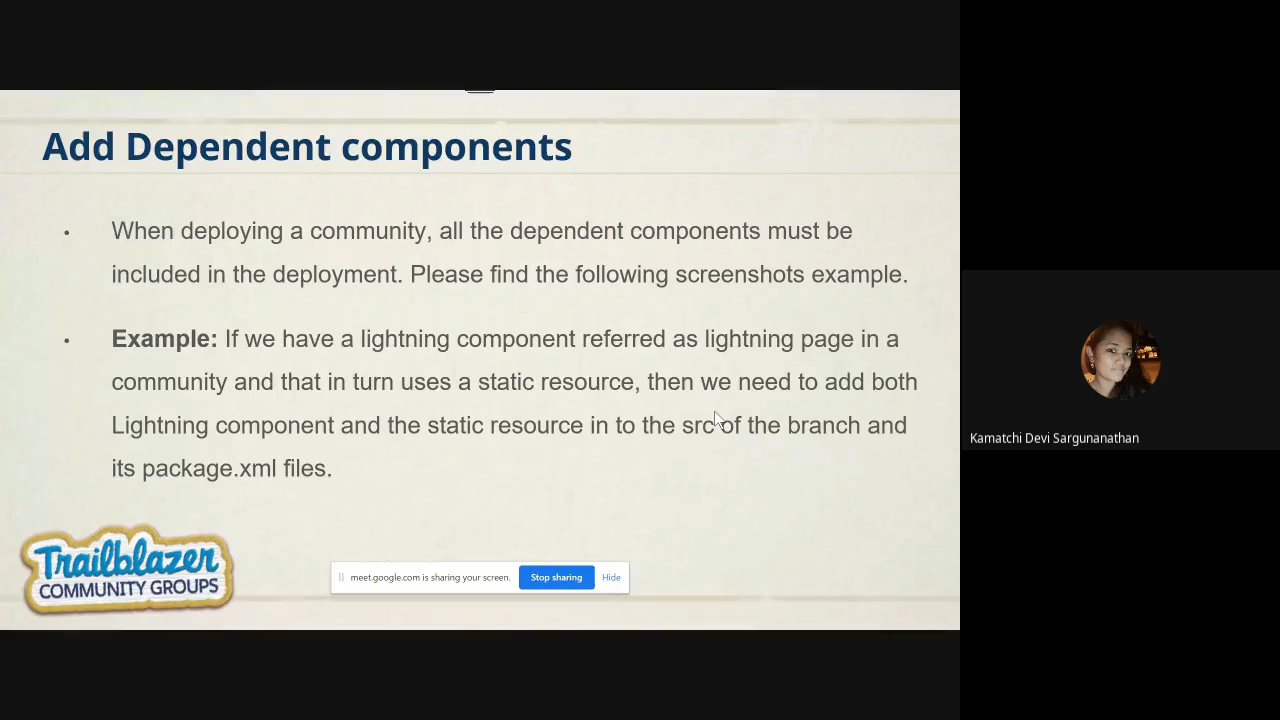 Add Dependent components
• When deploying a community, all the dependent components must be
included in the deployment. Please find the following screenshots example.
• Example: If we have a lightning component referred as lightning page in a
community and that in turn uses a static resource, then we need to add both
Lightning component and the static resource in to the src of the branch and
its package.xml files.
Trailblazer
COMMUNITY GROUPS
meet.google.com is sharing your screen. Stop sharing Hide
Kamatchi Devi Sargunanathan